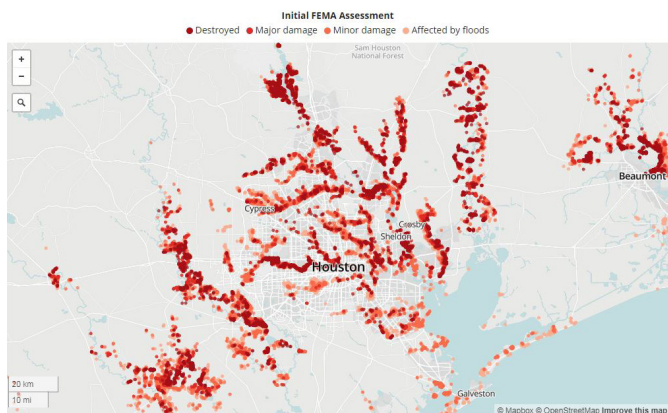 Initial FEMA Assessment
Destroyed Major damage Minor damage Affected by floods
+
−
Sam Houston
National Forest
Beaumont
Cypress
Crosby
Sheldon
Houston
20 km
10 mi
Galveston
© Mapbox © OpenStreetMap Improve this map